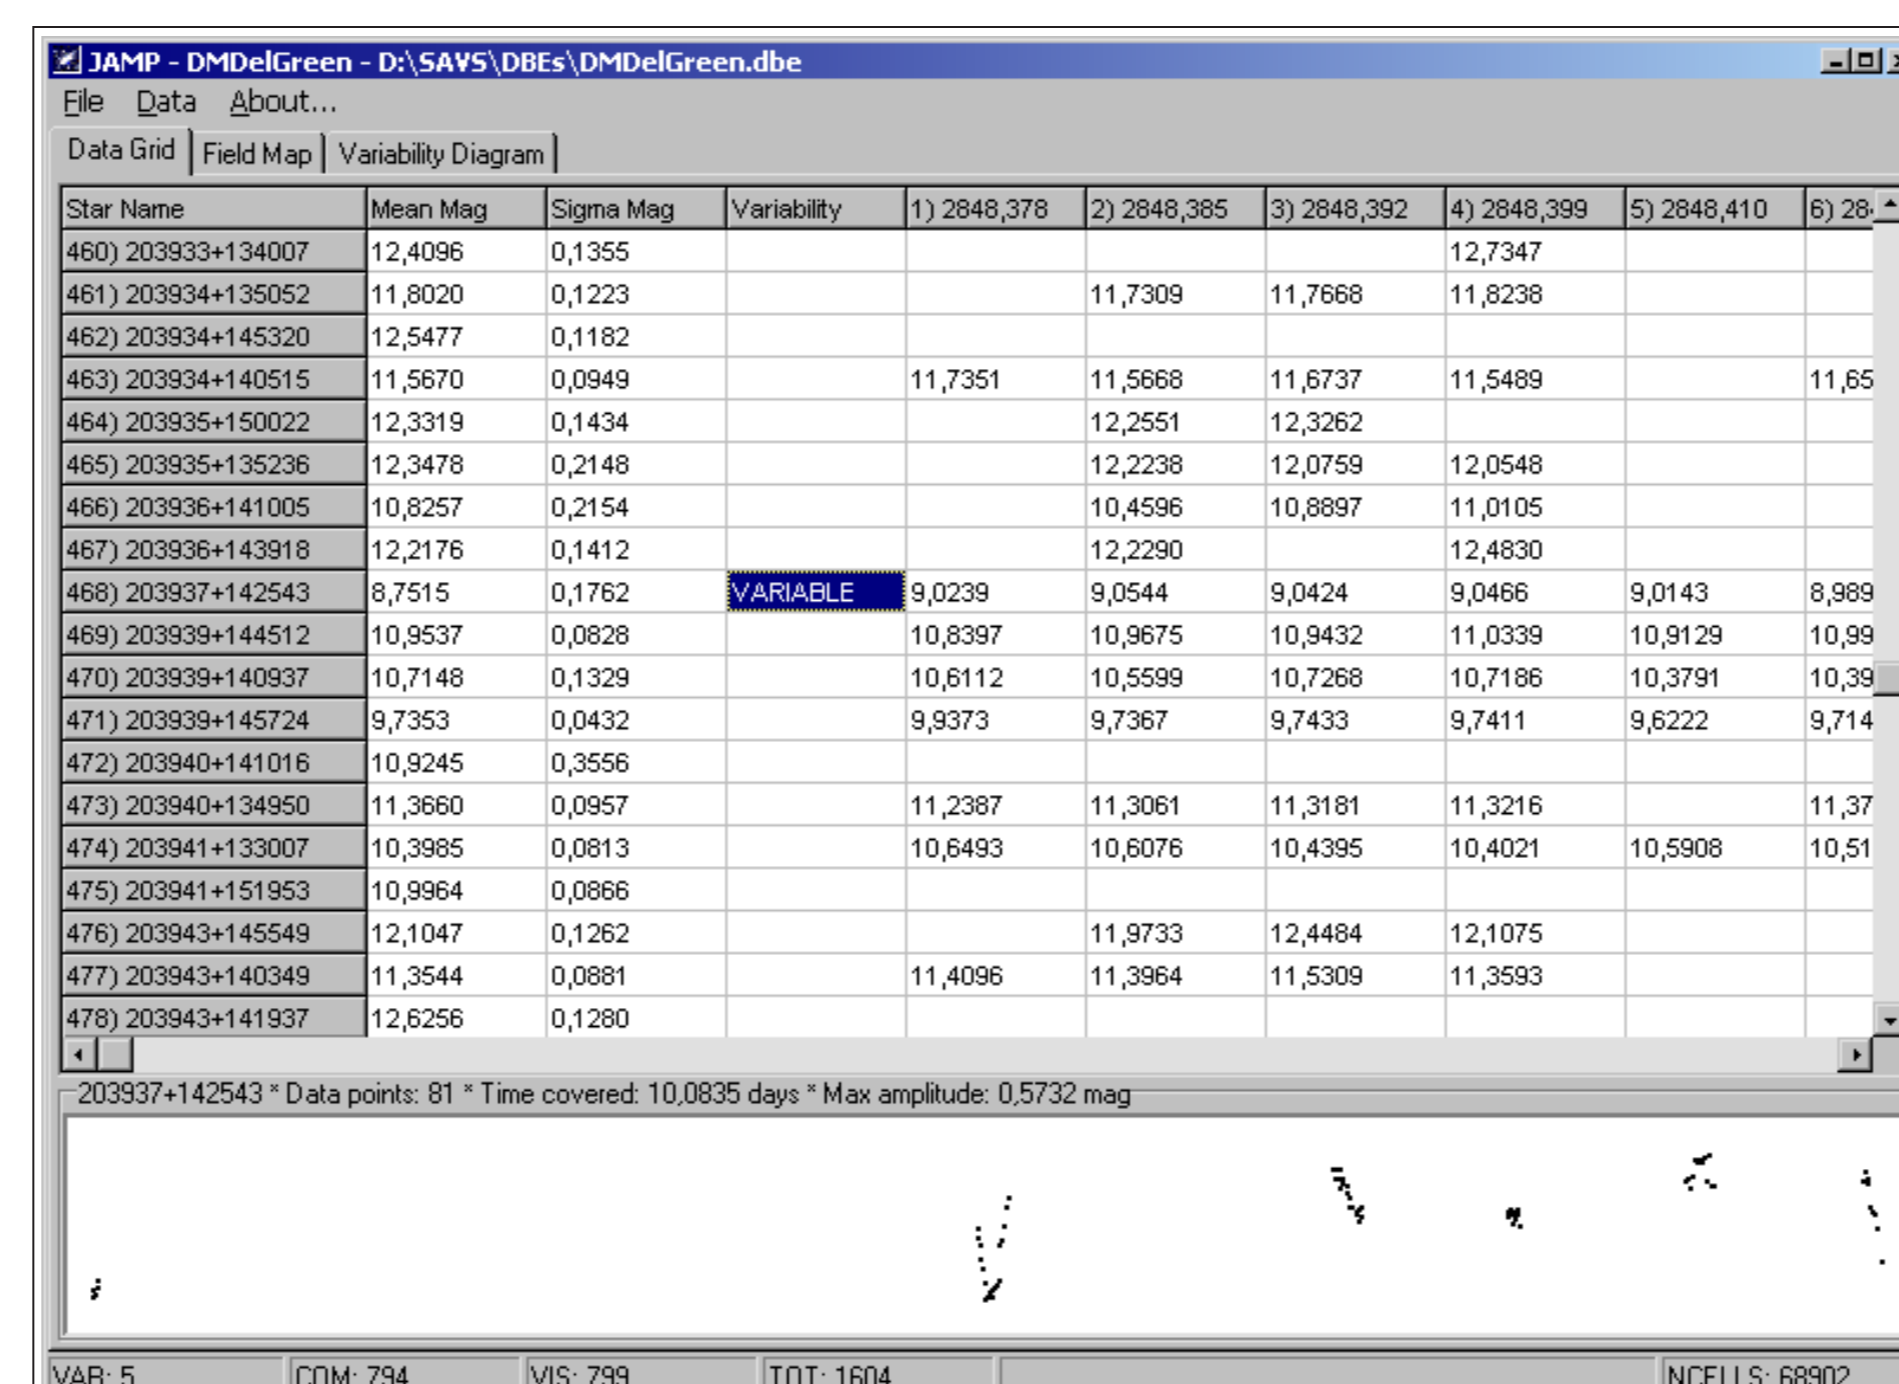 JAMP - DMDelGreen - D:\SAVS\DBEs\DMDelGreen.dbe
File Data About...
Data Grid Field Map Variability Diagram
Star Name Mean Mag Sigma Mag Variability 1) 2848,378 2) 2848,385 3) 2848,392 4) 2848,399 5) 2848,410 6) 28
460) 203933+134007 12,4096 0,1355 12,7347
461) 203934+135052 11,8020 0,1223 11,7309 11,7668 11,8238
462) 203934+145320 12,5477 0,1182
463) 203934+140515 11,5670 0,0949 11,7351 11,5668 11,6737 11,5489 11,65
464) 203935+150022 12,3319 0,1434 12,2551 12,3262
465) 203935+135236 12,3478 0,2148 12,2238 12,0759 12,0548
466) 203936+141005 10,8257 0,2154 10,4596 10,8897 11,0105
467) 203936+143918 12,2176 0,1412 12,2290 12,4830
468) 203937+142543 8,7515 0,1762 VARIABLE 9,0239 9,0544 9,0424 9,0466 9,0143 8,989
469) 203939+144512 10,9537 0,0828 10,8397 10,9675 10,9432 11,0339 10,9129 10,99
470) 203939+140937 10,7148 0,1329 10,6112 10,5599 10,7268 10,7186 10,3791 10,39
471) 203939+145724 9,7353 0,0432 9,9373 9,7367 9,7433 9,7411 9,6222 9,714
472) 203940+141016 10,9245 0,3556
473) 203940+134950 11,3660 0,0957 11,2387 11,3061 11,3181 11,3216 11,37
474) 203941+133007 10,3985 0,0813 10,6493 10,6076 10,4395 10,4021 10,5908 10,51
475) 203941+151953 10,9964 0,0866
476) 203943+145549 12,1047 0,1262 11,9733 12,4484 12,1075
477) 203943+140349 11,3544 0,0881 11,4096 11,3964 11,5309 11,3593
478) 203943+141937 12,6256 0,1280
203937+142543 * Data points: 81 * Time covered: 10,0835 days * Max amplitude: 0,5732 mag
VAR: 5 COM: 794 VIS: 799 TOT: 1604 NCELLS: 68902